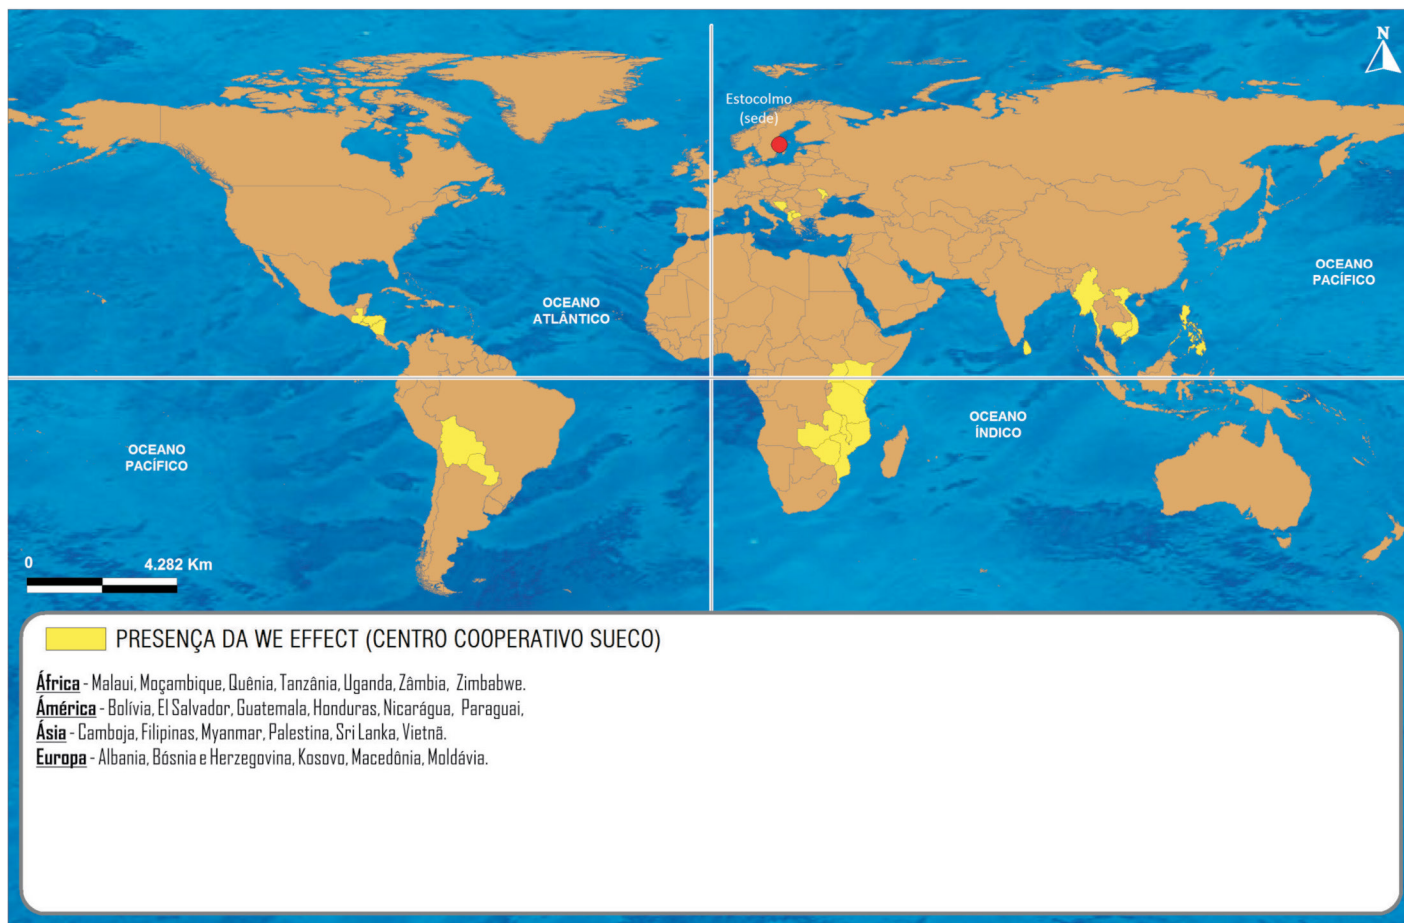 N
Estocolmo
(sede)
OCEANO
PACÍFICO
OCEANO
ATLÂNTICO
OCEANO
ÍNDICO
OCEANO
PACÍFICO
0 4.282 Km
PRESENÇA DA WE EFFECT (CENTRO COOPERATIVO SUECO)
África - Malaui, Moçambique, Quênia, Tanzânia, Uganda, Zâmbia, Zimbabwe.
América - Bolívia, El Salvador, Guatemala, Honduras, Nicarágua, Paraguai,
Ásia - Camboja, Filipinas, Myanmar, Palestina, Sri Lanka, Vietnã.
Europa - Albania, Bósnia e Herzegovina, Kosovo, Macedônia, Moldávia.